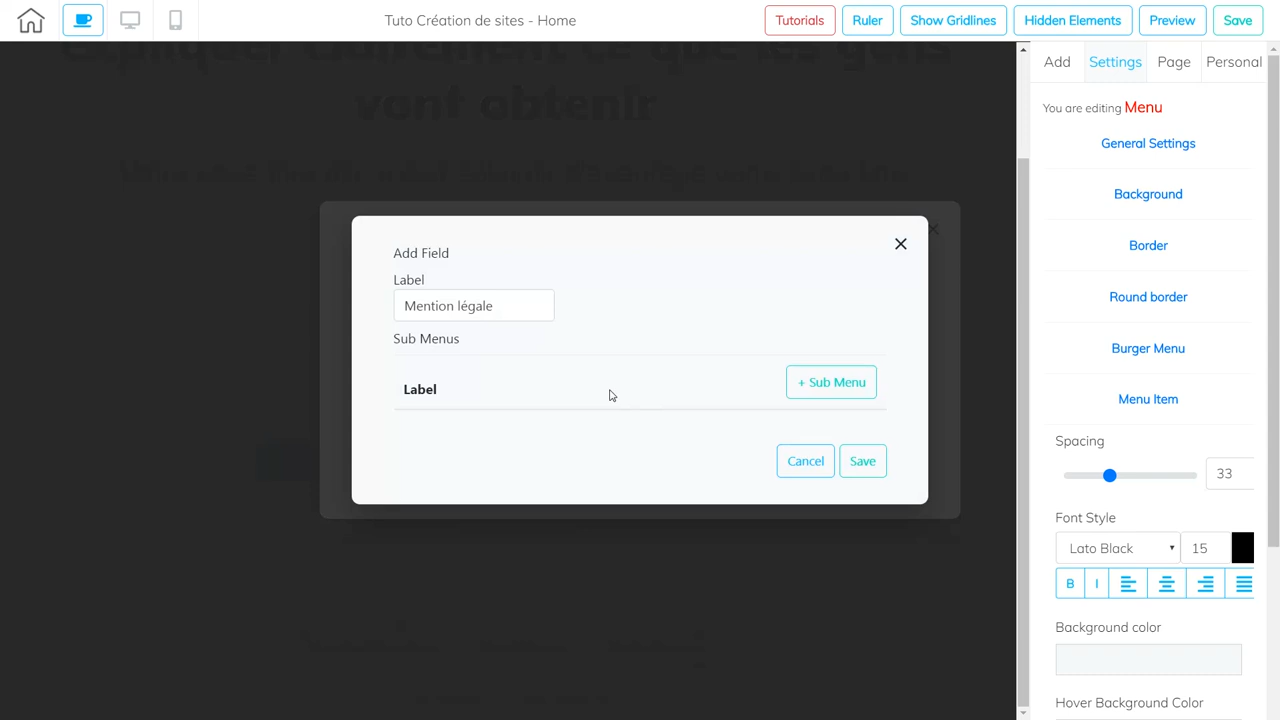 Tuto Création de sites - Home
Tutorials
Ruler
Show Gridlines
Hidden Elements
Preview
Save
Add
Settings
Page
Personal
You are editing Menu
General Settings
Background
Border
Round border
Burger Menu
Menu Item
Spacing
33
Font Style
Lato Black
15
B
I
Background color
Hover Background Color
que les gens
vont obtenir
Add Field
Label
Mention légale
Sub Menus
Label
+ Sub Menu
Cancel
Save